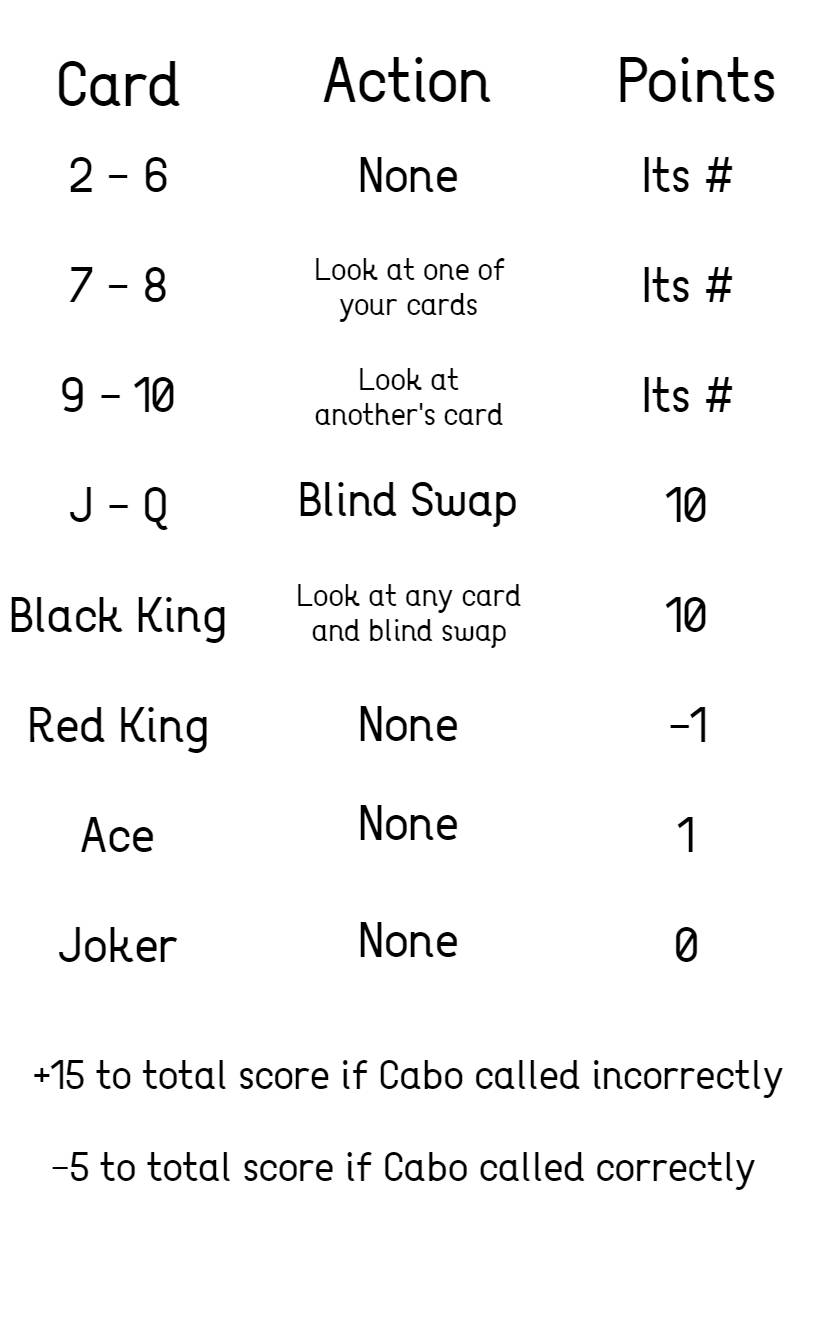 Card Action Points
2 - 6 None Its #
7 - 8 Look at one of your cards Its #
9 - 10 Look at another's card Its #
J - Q Blind Swap 10
Black King Look at any card and blind swap 10
Red King None -1
Ace None 1
Joker None 0
+15 to total score if Cabo called incorrectly
-5 to total score if Cabo called correctly